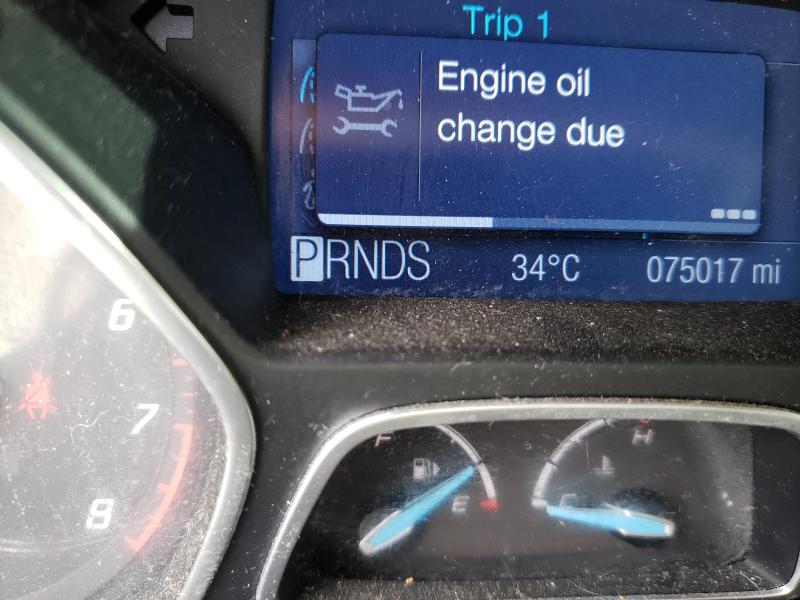 Trip 1
Engine oil
change due
PRNDS 34°C 075017 mi
6
7
8
F
E
H
C